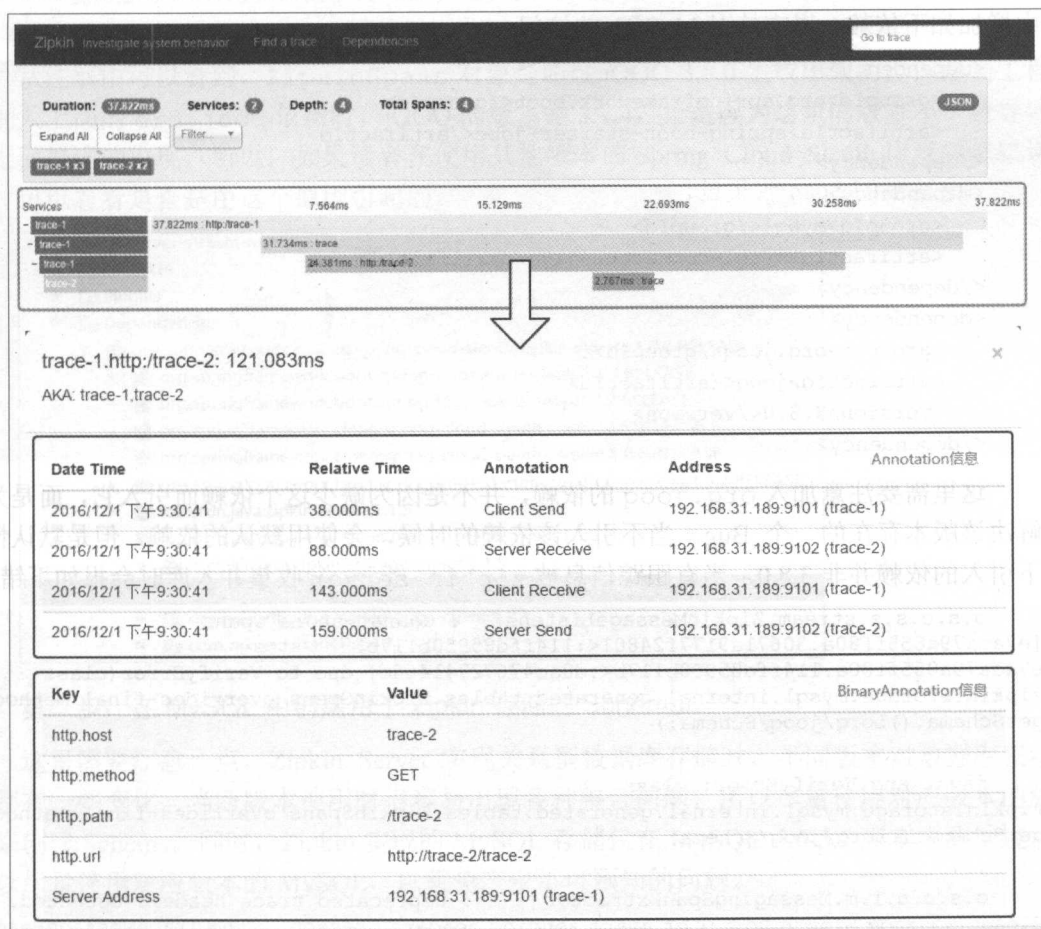 Zipkin Investigate system behavior Find a trace Dependencies Go to trace
Duration: 37.822ms Services: 2 Depth: 4 Total Spans: 4 JSON
Expand All Collapse All Filter...
trace-1 x3 trace-2 x2
Services 7.564ms 15.129ms 22.693ms 30.258ms 37.822ms
- trace-1 37.822ms : http:/trace-1
- trace-1 31.734ms : trace
- trace-1 24.381ms : http:/trace-2
trace-2 2.767ms : trace
trace-1.http:/trace-2: 121.083ms ×
AKA: trace-1,trace-2
Date Time Relative Time Annotation Address Annotation信息
2016/12/1 下午9:30:41 38.000ms Client Send 192.168.31.189:9101 (trace-1)
2016/12/1 下午9:30:41 88.000ms Server Receive 192.168.31.189:9102 (trace-2)
2016/12/1 下午9:30:41 143.000ms Client Receive 192.168.31.189:9101 (trace-1)
2016/12/1 下午9:30:41 159.000ms Server Send 192.168.31.189:9102 (trace-2)
Key Value BinaryAnnotation信息
http.host trace-2
http.method GET
http.path /trace-2
http.url http://trace-2/trace-2
Server Address 192.168.31.189:9101 (trace-1)